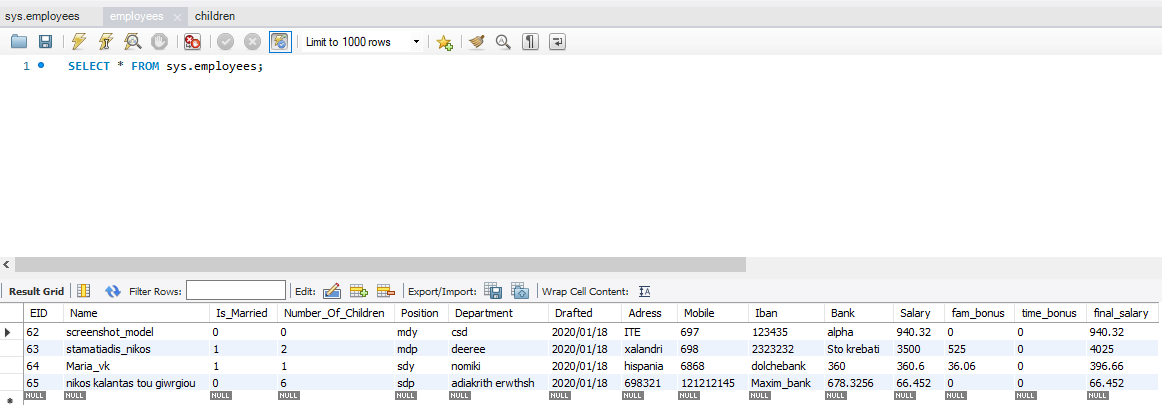 sys.employees employees children
Limit to 1000 rows
1 SELECT * FROM sys.employees;
Result Grid Filter Rows: Edit: Export/Import: Wrap Cell Content:
EID Name Is_Married Number_Of_Children Position Department Drafted Adress Mobile Iban Bank Salary fam_bonus time_bonus final_salary
62 screenshot_model 0 0 mdy csd 2020/01/18 ITE 697 123435 alpha 940.32 0 0 940.32
63 stamatiadis_nikos 1 2 mdp deeree 2020/01/18 xalandri 698 2323232 Sto krebati 3500 525 0 4025
64 Maria_vk 1 1 sdy nomiki 2020/01/18 hispania 6868 dolchebank 360 360.6 36.06 0 396.66
65 nikos kalantas tou giwrgiou 0 6 sdp adiakrith erwthsh 2020/01/18 698321 121212145 Maxim_bank 678.3256 66.452 0 0 66.452
NULL NULL NULL NULL NULL NULL NULL NULL NULL NULL NULL NULL NULL NULL NULL